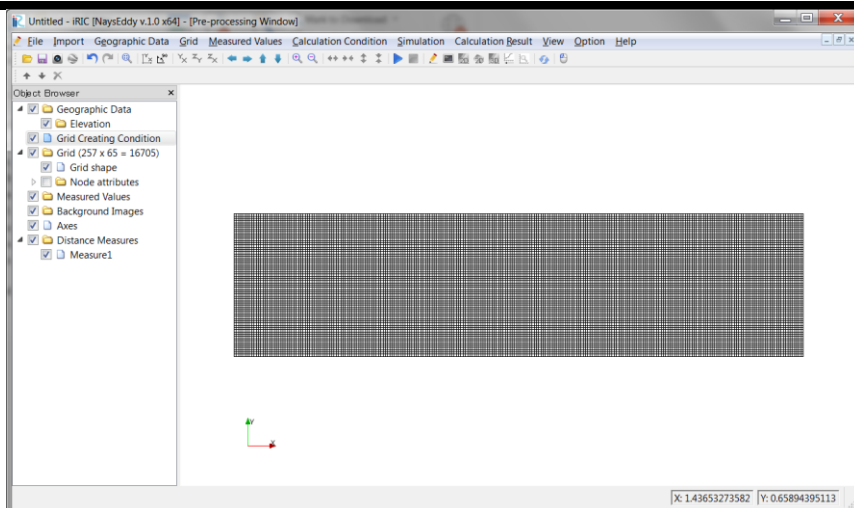 Untitled - iRIC [NaysEddy v.1.0 x64] - [Pre-processing Window]
File Import Geographic Data Grid Measured Values Calculation Condition Simulation Calculation Result View Option Help
Object Browser
Geographic Data
Elevation
Grid Creating Condition
Grid (257 x 65 = 16705)
Grid shape
Node attributes
Measured Values
Background Images
Axes
Distance Measures
Measure1
Y
X
X: 1.43653273582 Y: 0.65894395113